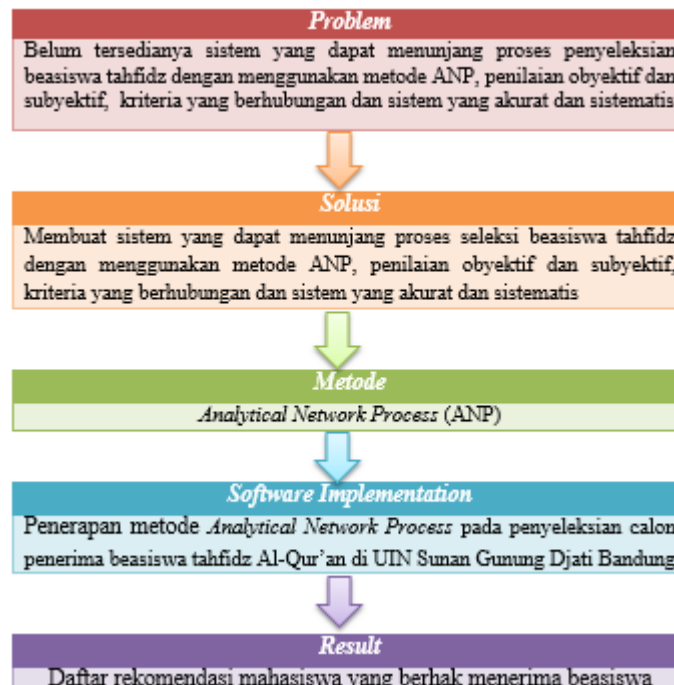 Problem
Belum tersedianya sistem yang dapat menunjang proses penyeleksian
beasiswa tahfidz dengan menggunakan metode ANP, penilaian obyektif dan
subyektif, kriteria yang berhubungan dan sistem yang akurat dan sistematis
Solusi
Membuat sistem yang dapat menunjang proses seleksi beasiswa tahfidz
dengan menggunakan metode ANP, penilaian obyektif dan subyektif,
kriteria yang berhubungan dan sistem yang akurat dan sistematis
Metode
Analytical Network Process (ANP)
Software Implementation
Penerapan metode Analytical Network Process pada penyeleksian calon
penerima beasiswa tahfidz Al-Qur’an di UIN Sunan Gunung Djati Bandung
Result
Daftar rekomendasi mahasiswa yang berhak menerima beasiswa